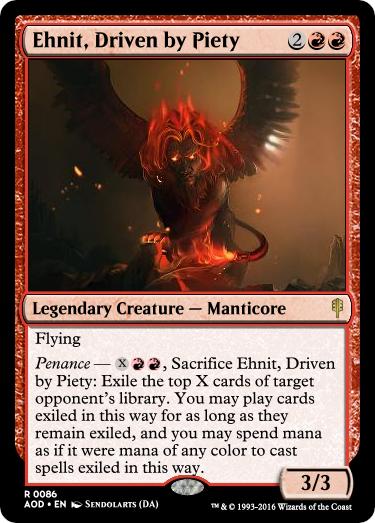 Ehnit, Driven by Piety 2
Legendary Creature — Manticore
Flying
Penance — X, Sacrifice Ehnit, Driven
by Piety: Exile the top X cards of target
opponent's library. You may play cards
exiled in this way for as long as they
remain exiled, and you may spend mana
as if it were mana of any color to cast
spells exiled in this way.
3/3
R 0086
AOD • EN SENDOLARTS (DA)
™ & © 1993-2016 Wizards of the Coast